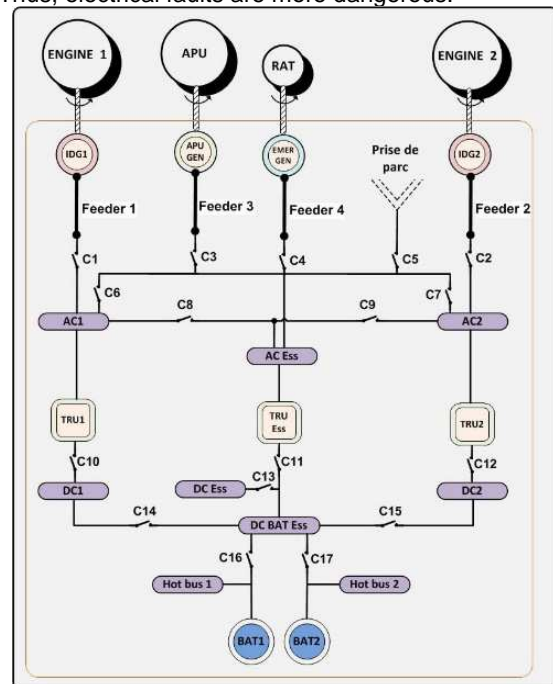 Thus, electrical faults are more dangerous.
ENGINE 1
APU
RAT
ENGINE 2
IDG1
APU
GEN
EMER
GEN
Prise de
parc
IDG2
Feeder 1
Feeder 3
Feeder 4
Feeder 2
C1
C3
C4
C5
C2
C6
C7
C8
C9
AC1
AC2
AC Ess
TRU1
TRU
Ess
TRU2
C10
C11
C12
C13
DC1
DC Ess
DC2
C14
C15
DC BAT Ess
C16
C17
Hot bus 1
Hot bus 2
BAT1
BAT2